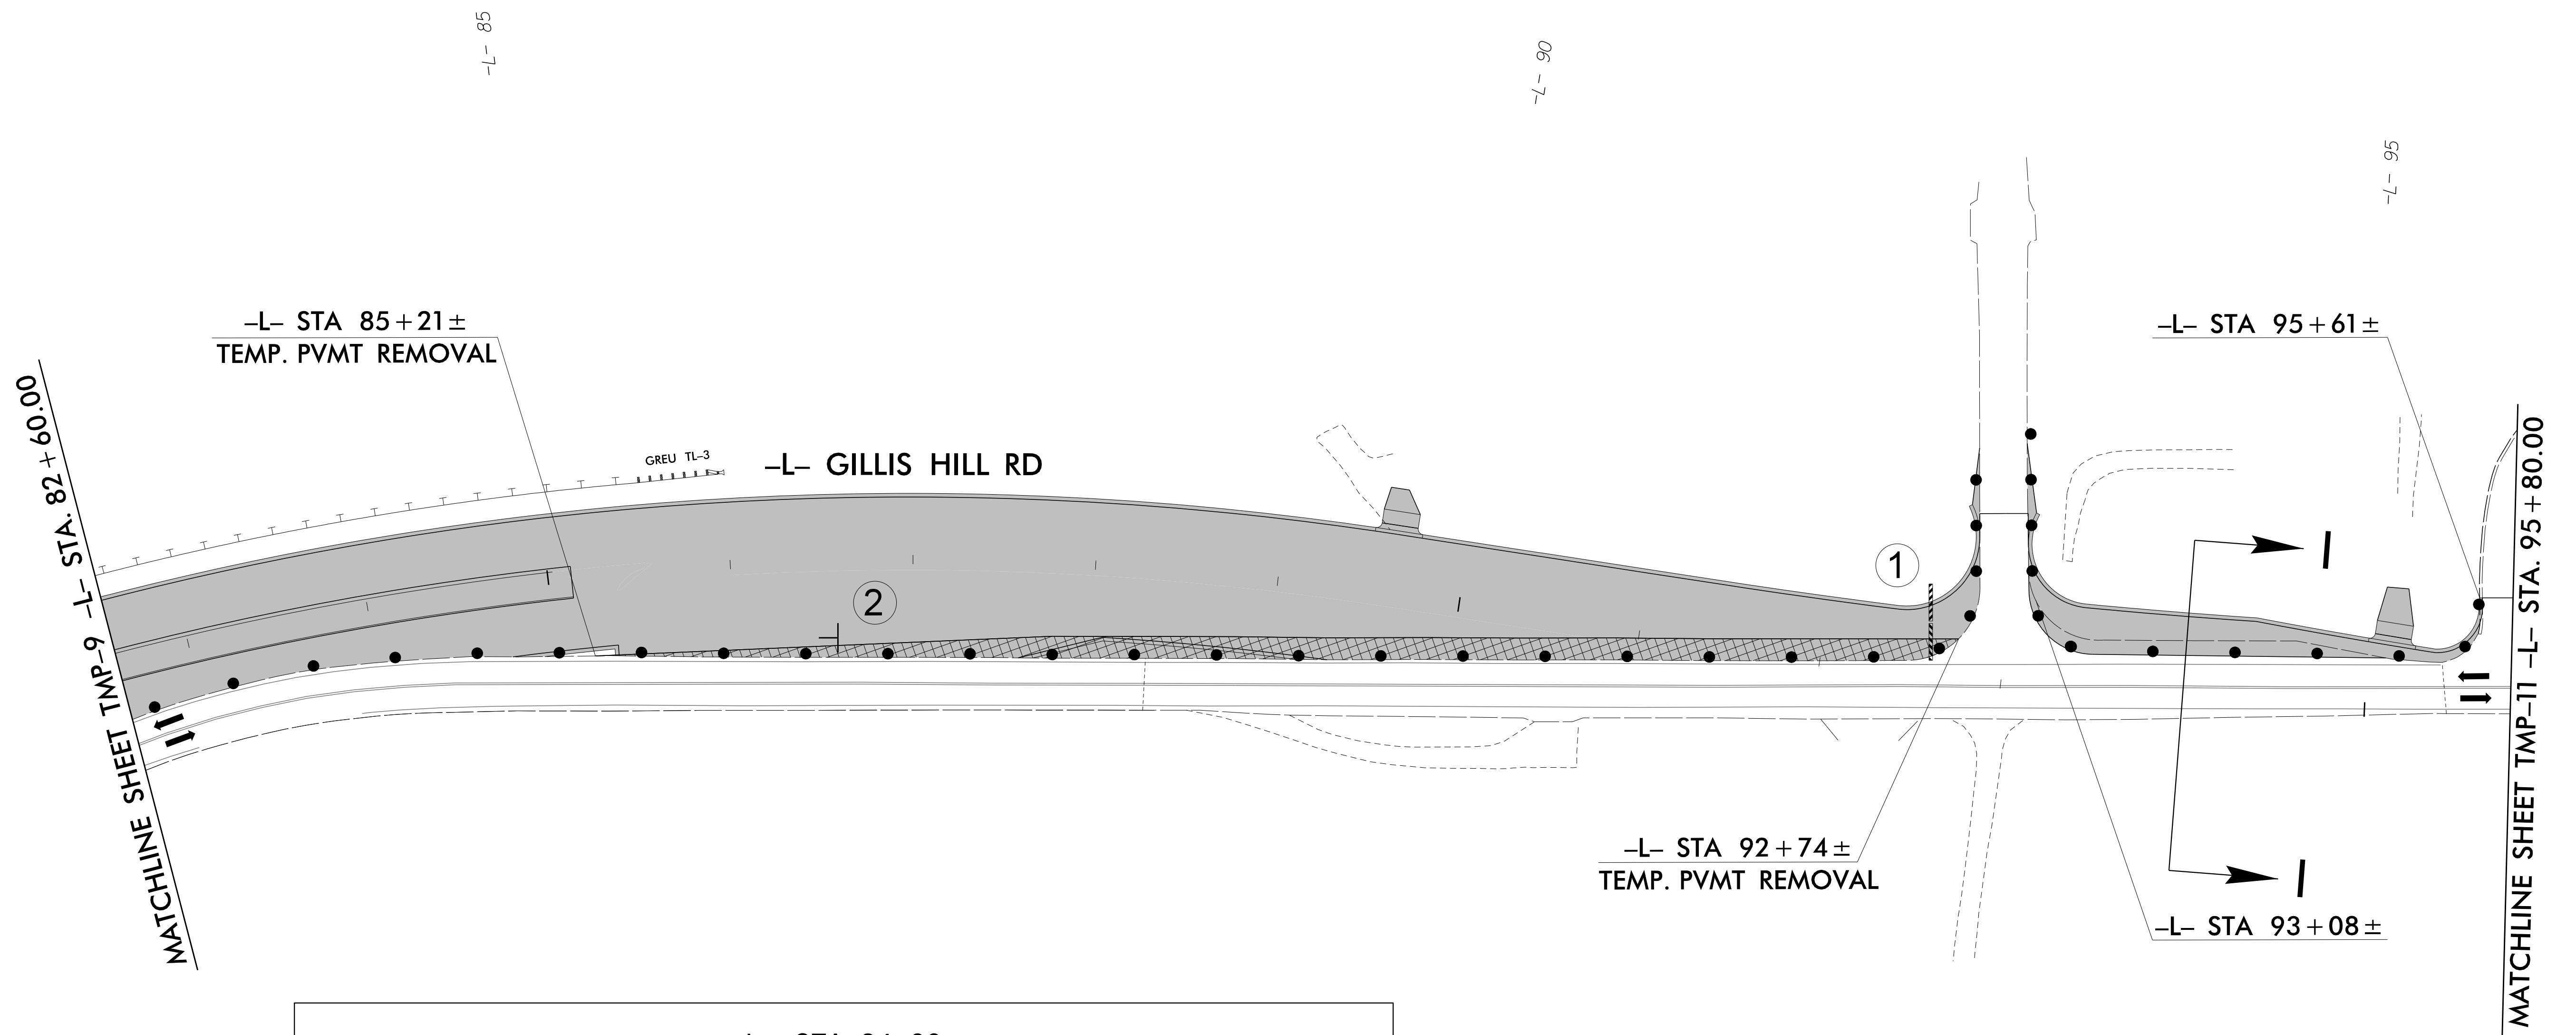 -L- 85
-L- 90
-L- 95
-L- STA 85+21±
TEMP. PVMT REMOVAL
-L- STA 95+61±
MATCHLINE SHEET TMP-9 -L- STA. 82+60.00
GREU TL-3
-L- GILLIS HILL RD
1
2
-L- STA 92+74±
TEMP. PVMT REMOVAL
-L- STA 93+08±
MATCHLINE SHEET TMP-11 -L- STA. 95+80.00